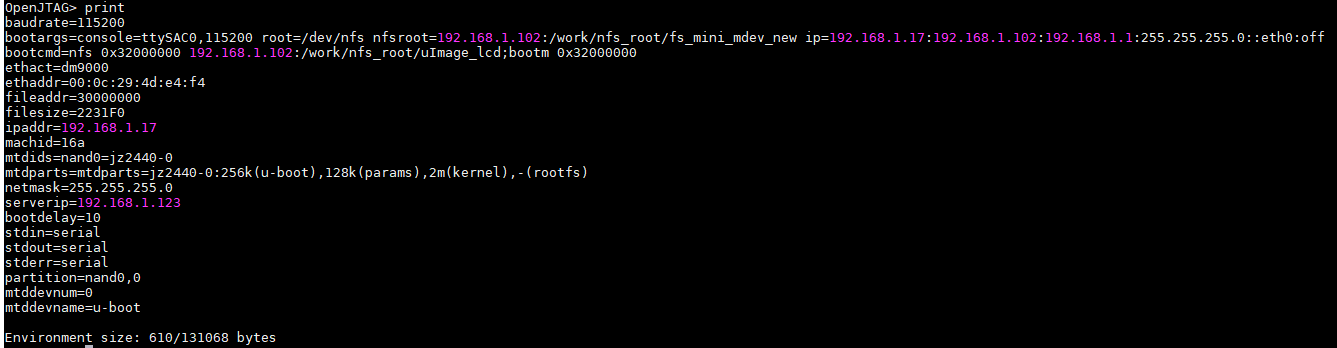 OpenJTAG> print
baudrate=115200
bootargs=console=ttySAC0,115200 root=/dev/nfs nfsroot=192.168.1.102:/work/nfs_root/fs_mini_mdev_new ip=192.168.1.17:192.168.1.102:192.168.1.1:255.255.255.0::eth0:off
bootcmd=nfs 0x32000000 192.168.1.102:/work/nfs_root/uImage_lcd;bootm 0x32000000
ethact=dm9000
ethaddr=00:0c:29:4d:e4:f4
fileaddr=30000000
filesize=2231F0
ipaddr=192.168.1.17
machid=16a
mtdids=nand0=jz2440-0
mtdparts=mtdparts=jz2440-0:256k(u-boot),128k(params),2m(kernel),-(rootfs)
netmask=255.255.255.0
serverip=192.168.1.123
bootdelay=10
stdin=serial
stdout=serial
stderr=serial
partition=nand0,0
mtddevnum=0
mtddevname=u-boot
Environment size: 610/131068 bytes